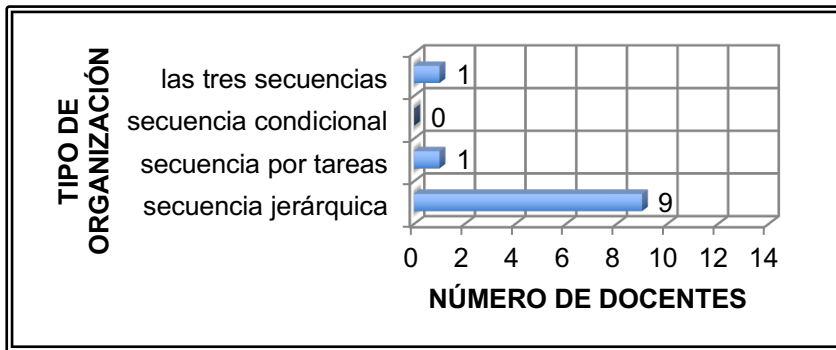 TIPO DE
ORGANIZACIÓN
las tres secuencias
1
secuencia condicional
0
secuencia por tareas
1
secuencia jerárquica
9
0 2 4 6 8 10 12 14
NÚMERO DE DOCENTES